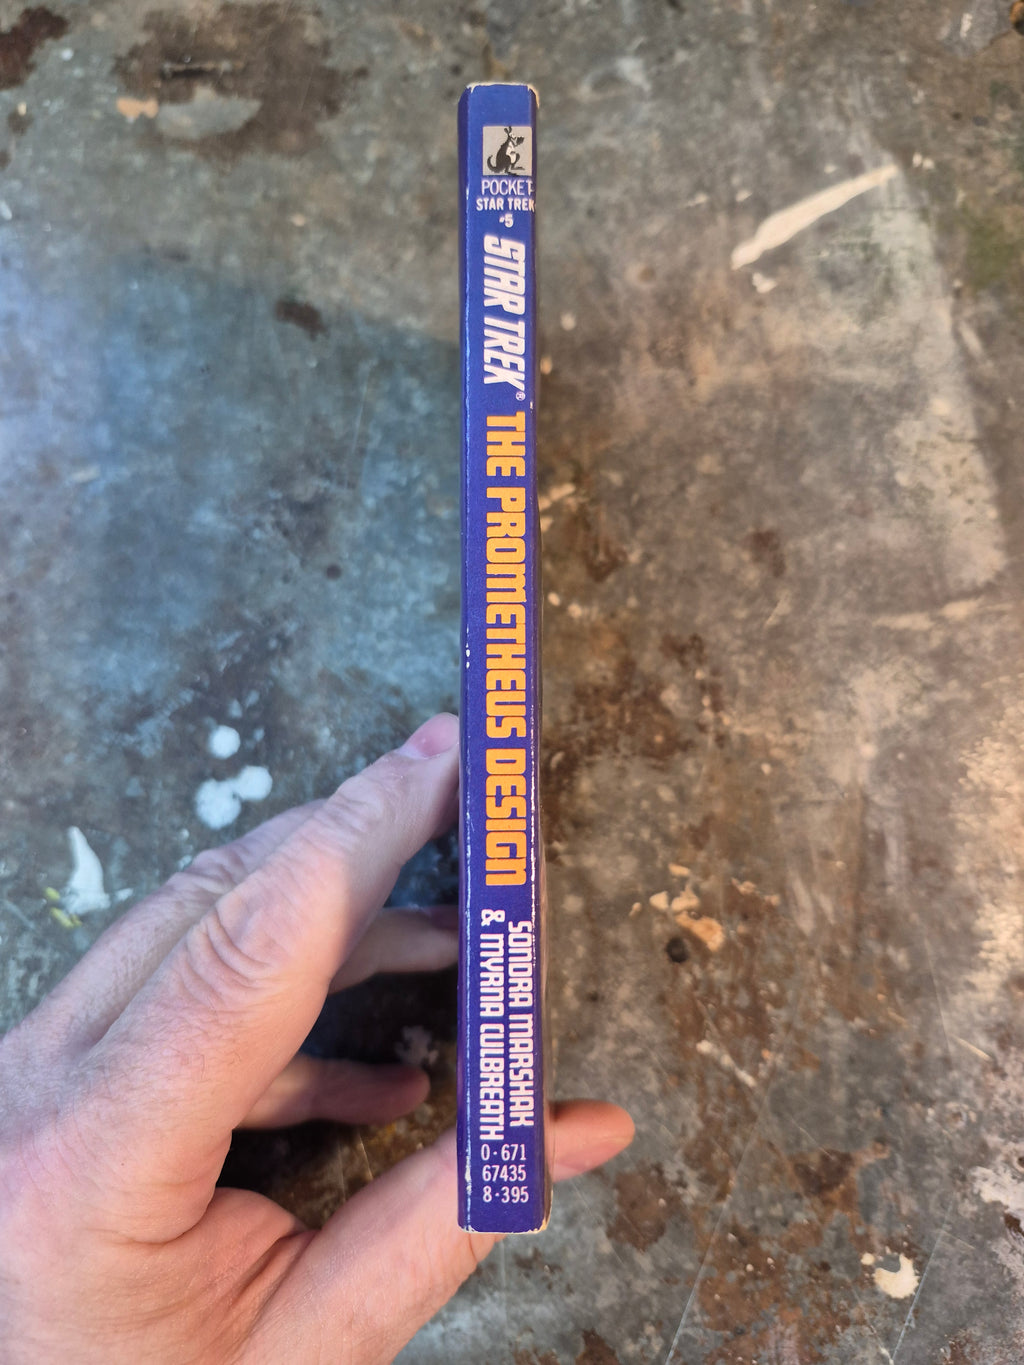 POCKET
STAR TREK
#5
STAR TREK®
THE PROMETHEUS DESIGN
SONDRA MARSHAK
& MYRNA CULBREATH
0-671
67435
8-395